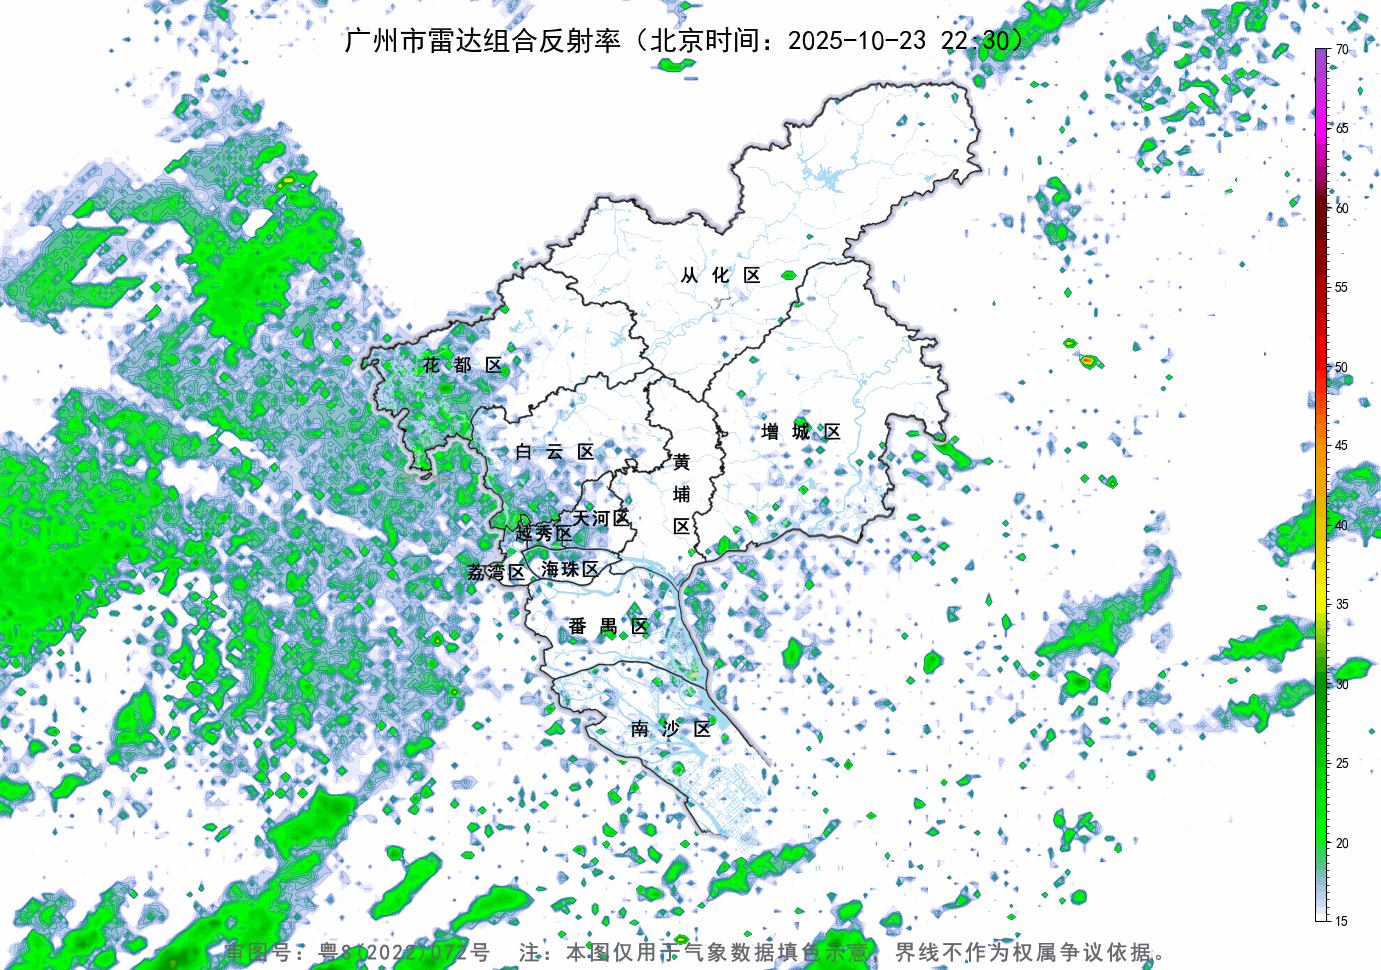 广州市雷达组合反射率（北京时间：2025-10-23 22:30）
70
65
60
55
50
45
40
35
30
25
20
15
从化区
花都区
增城区
白云区
黄埔区
天河区
越秀区
海珠区
荔湾区
番禺区
南沙区
审图号：粤S(2022)072号 注：本图仅用于气象数据填色示意，界线不作为权属争议依据。